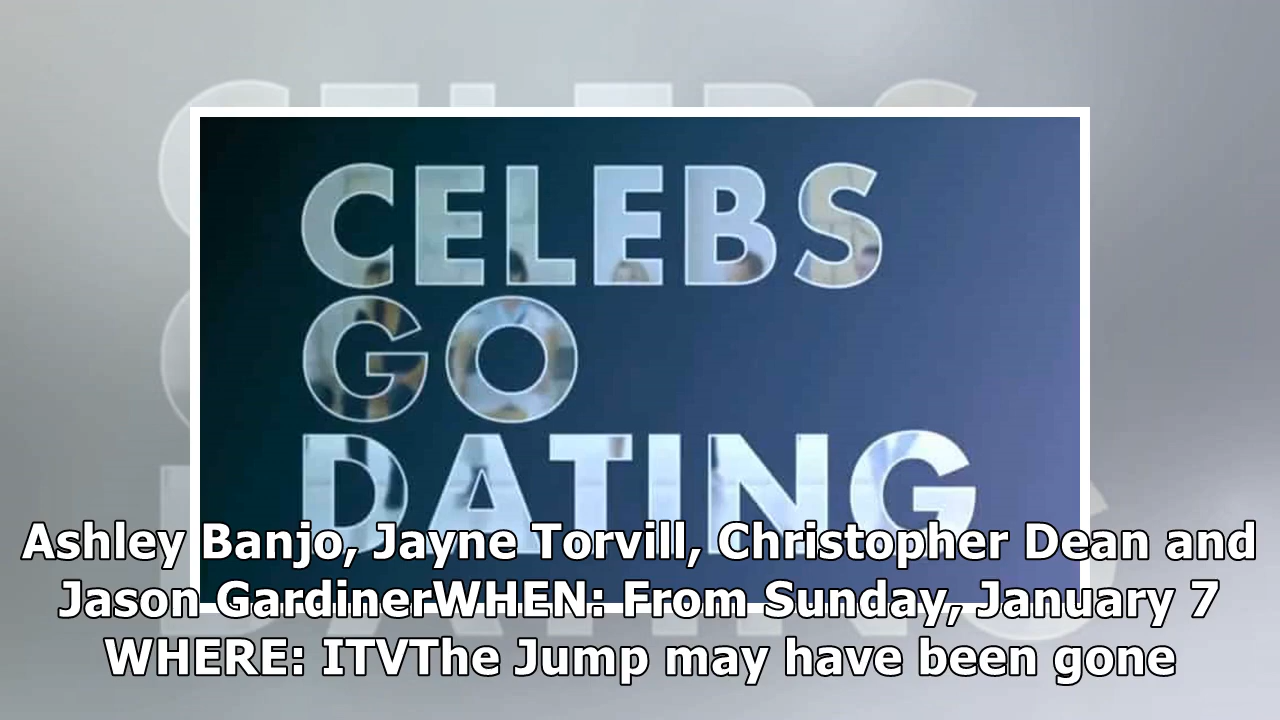 CELEBS
GO
DATING
Ashley Banjo, Jayne Torvill, Christopher Dean and
Jason GardinerWHEN: From Sunday, January 7
WHERE: ITVThe Jump may have been gone